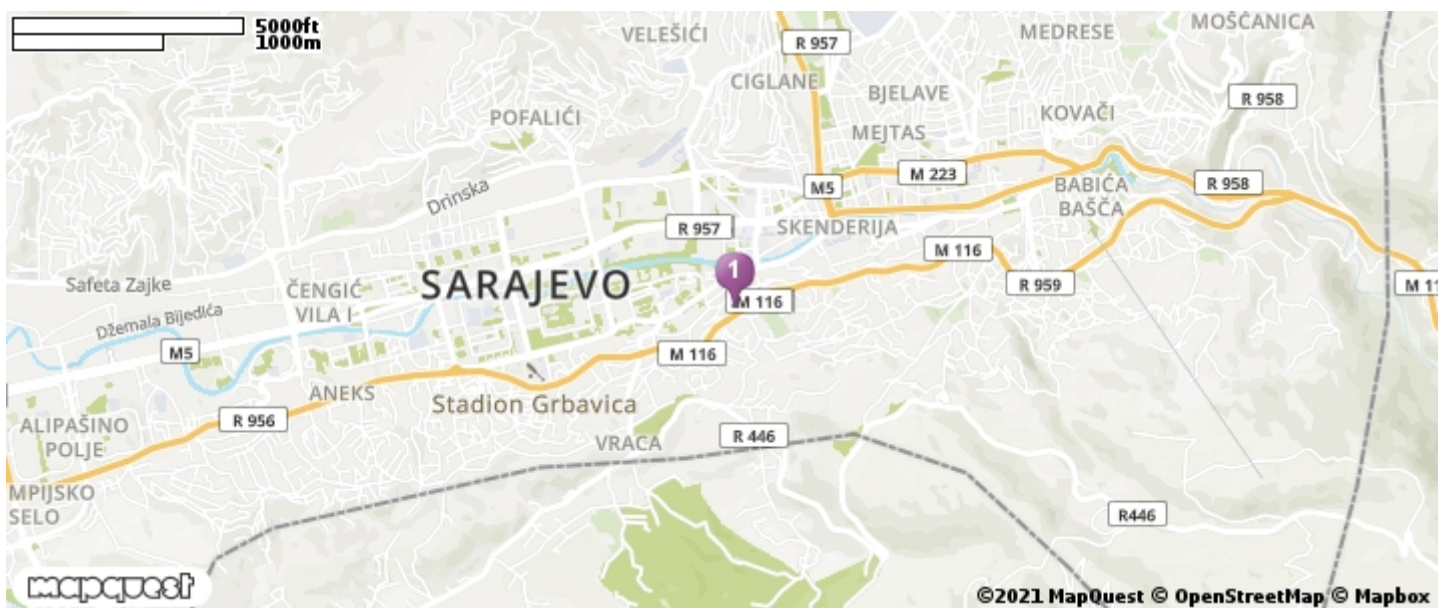 5000ft
1000m
VELEŠIĆI
R 957
MEDRESE
MOŠĆANICA
CIGLANE
BJELAVE
R 958
POFALIĆI
KOVAČI
MEJTAS
Drinska
M5
M 223
BABIĆA
BAŠČA
R 958
R 957
SKENDERIJA
M 116
SARAJEVO
1
M 116
R 959
M 11
Safeta Zajke
ČENGIĆ
VILA I
Džemala Bijedića
M5
M 116
ANEKS
Stadion Grbavica
R 956
ALIPAŠINO
POLJE
VRACA
R 446
MPIJSKO
SELO
R446
mapquest
©2021 MapQuest © OpenStreetMap © Mapbox